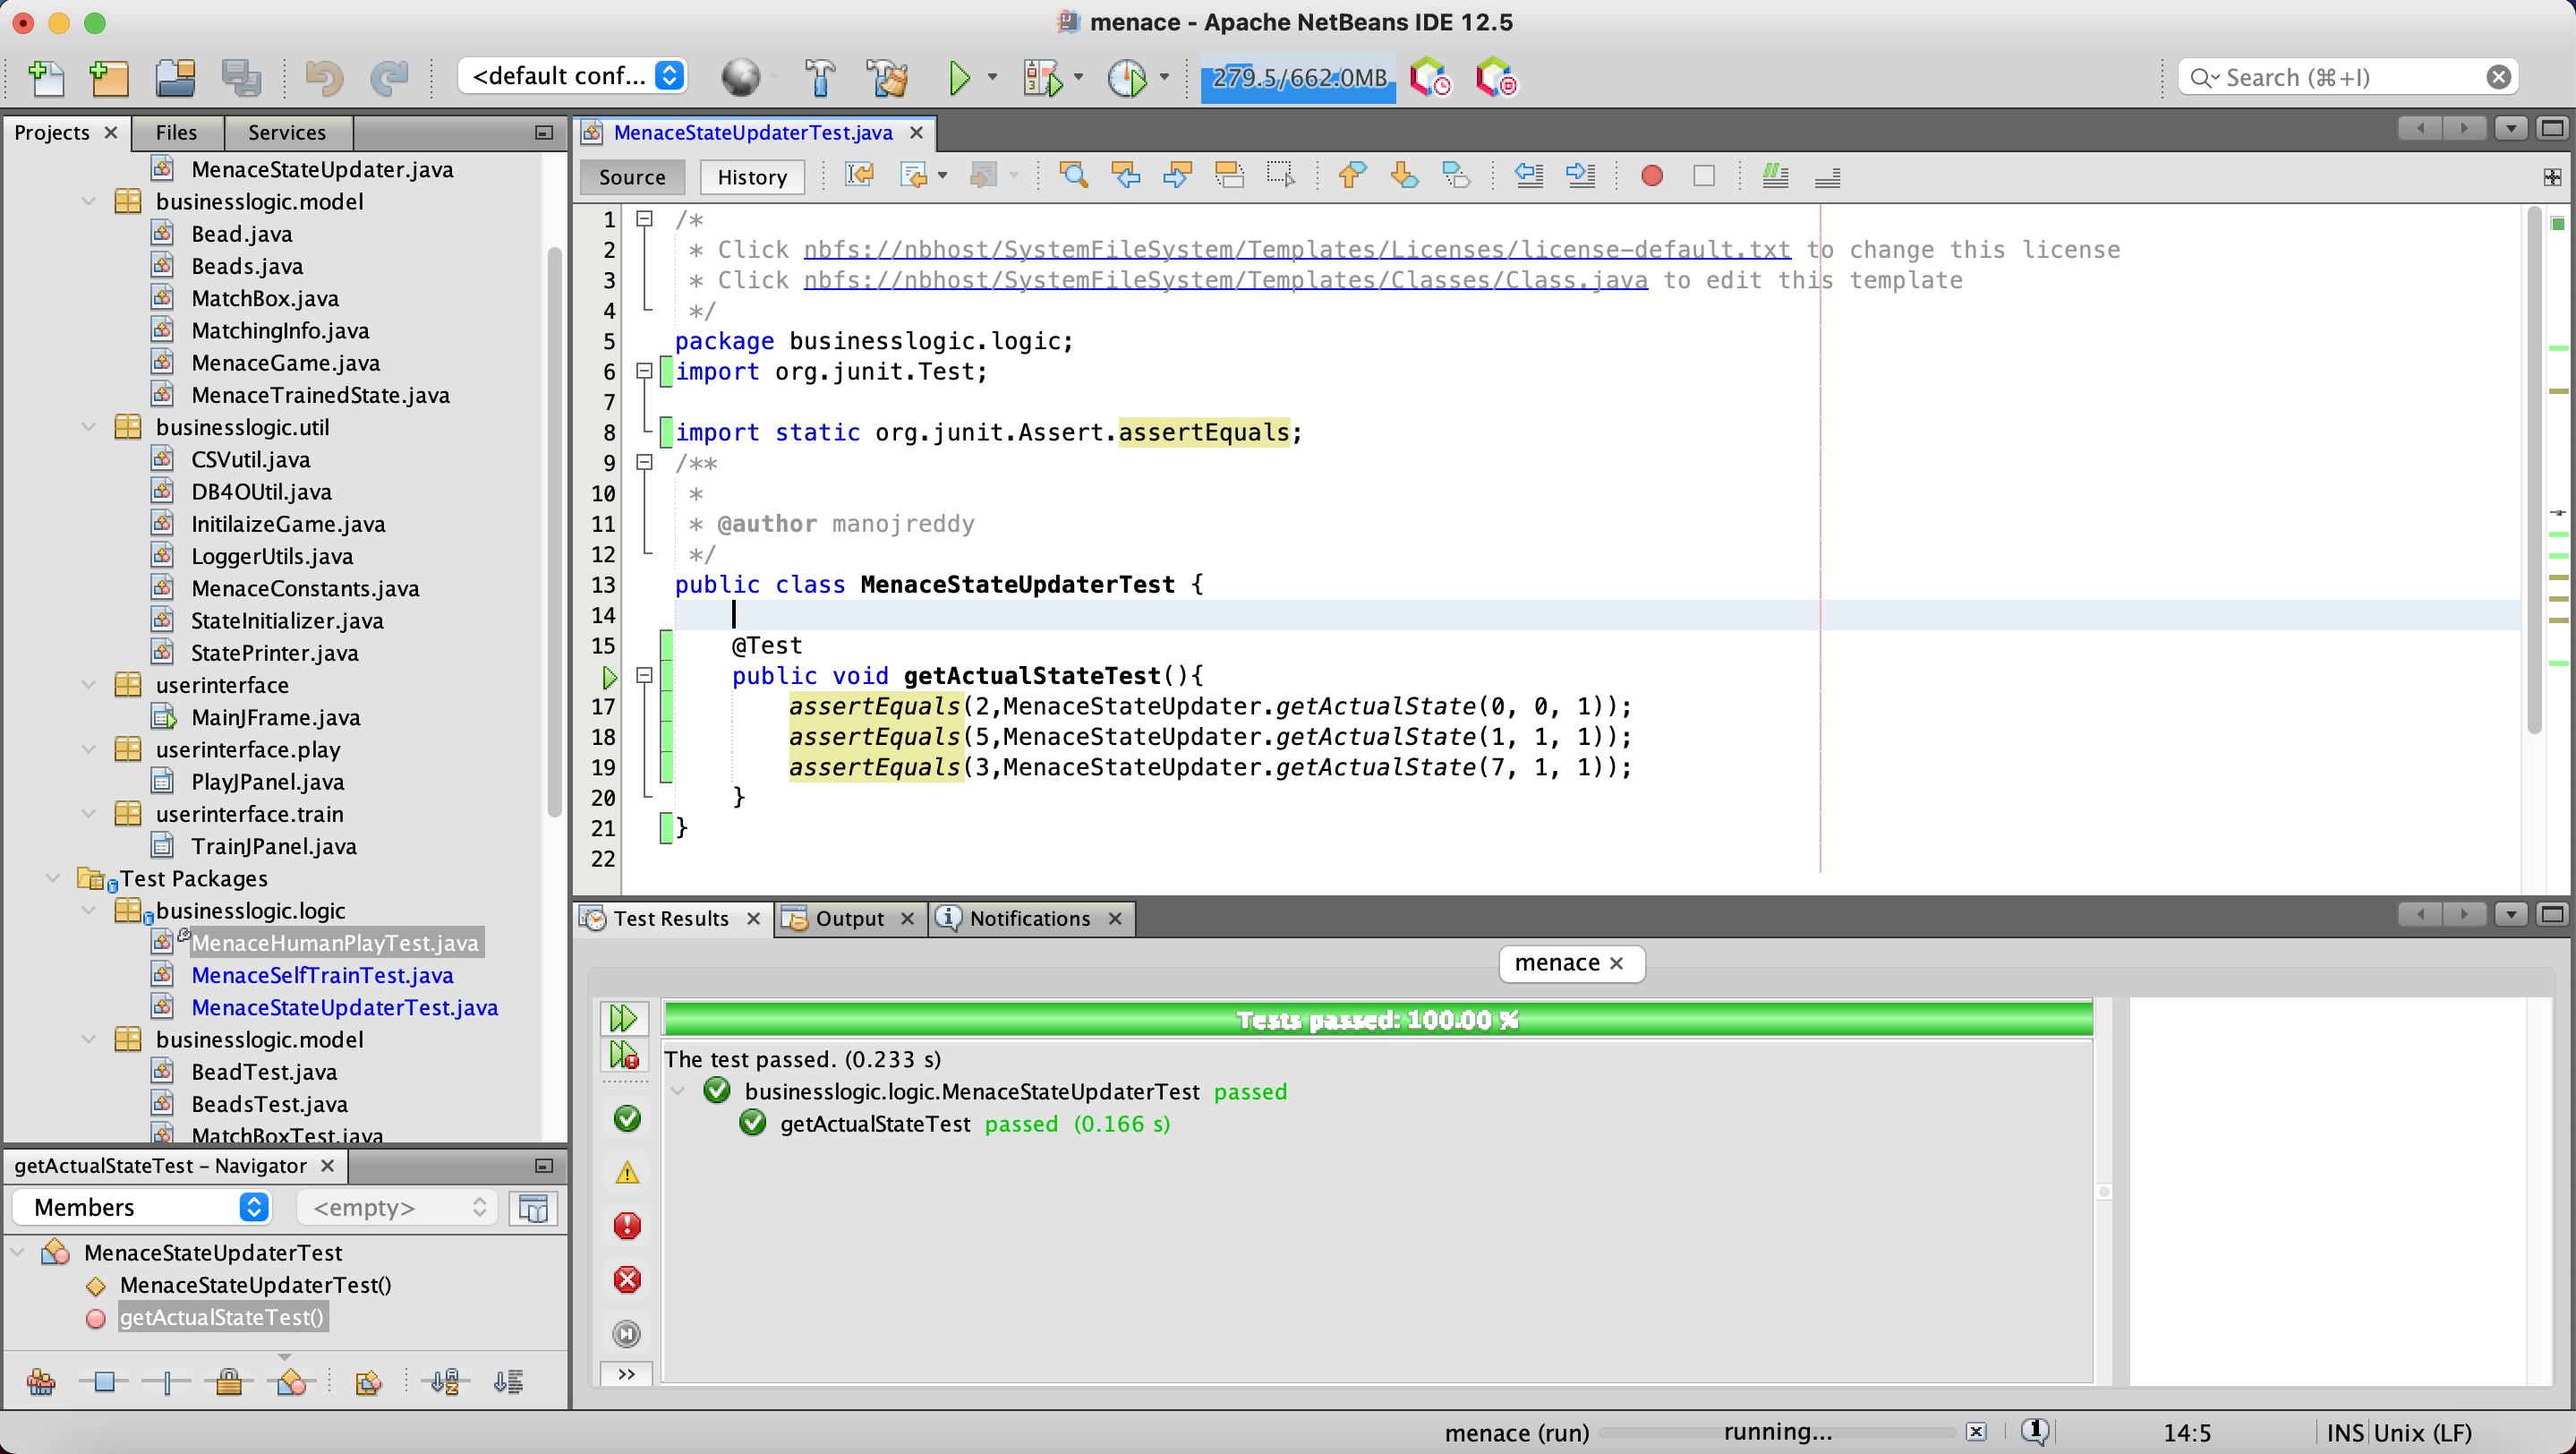 menace - Apache NetBeans IDE 12.5
<default conf...
279.5/662.0MB
Search (⌘+I)
Projects
Files
Services
MenaceStateUpdater.java
businesslogic.model
Bead.java
Beads.java
MatchBox.java
MatchingInfo.java
MenaceGame.java
MenaceTrainedState.java
businesslogic.util
CSVutil.java
DB4OUtil.java
InitilaizeGame.java
LoggerUtils.java
MenaceConstants.java
StateInitializer.java
StatePrinter.java
userinterface
MainJFrame.java
userinterface.play
PlayJPanel.java
userinterface.train
TrainJPanel.java
Test Packages
businesslogic.logic
MenaceHumanPlayTest.java
MenaceSelfTrainTest.java
MenaceStateUpdaterTest.java
businesslogic.model
BeadTest.java
BeadsTest.java
MatchBoxTest.java
getActualStateTest - Navigator
Members
<empty>
MenaceStateUpdaterTest
MenaceStateUpdaterTest()
getActualStateTest()
MenaceStateUpdaterTest.java
Source
History
1 /*
2 * Click nbfs://nbhost/SystemFileSystem/Templates/Licenses/license-default.txt to change this license
3 * Click nbfs://nbhost/SystemFileSystem/Templates/Classes/Class.java to edit this template
4 */
5 package businesslogic.logic;
6 import org.junit.Test;
7
8 import static org.junit.Assert.assertEquals;
9 /**
10 *
11 * @author manojreddy
12 */
13 public class MenaceStateUpdaterTest {
14
15 @Test
public void getActualStateTest(){
17 assertEquals(2,MenaceStateUpdater.getActualState(0, 0, 1));
18 assertEquals(5,MenaceStateUpdater.getActualState(1, 1, 1));
19 assertEquals(3,MenaceStateUpdater.getActualState(7, 1, 1));
20 }
21 }
22
Test Results
Output
Notifications
menace
Tests passed: 100.00 %
The test passed. (0.233 s)
businesslogic.logic.MenaceStateUpdaterTest passed
getActualStateTest passed (0.166 s)
>>
menace (run)
running...
1
14:5
INS
Unix (LF)